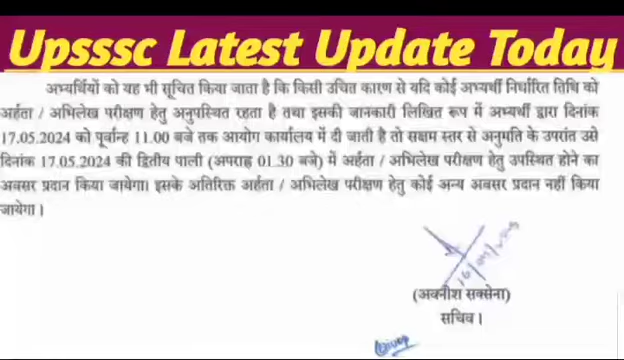 Upsssc Latest Update Today
अभ्यर्थियों को यह भी सूचित किया जाता है कि किसी उचित कारण से यदि कोई अभ्यर्थी निर्धारित तिथि को
अर्हता / अभिलेख परीक्षण हेतु अनुपस्थित रहता है तथा इसकी जानकारी लिखित रूप में अभ्यर्थी द्वारा दिनांक
17.05.2024 को पूर्वान्ह 11.00 बजे तक आयोग कार्यालय में दी जाती है तो सक्षम स्तर से अनुमति के उपरांत उसे
दिनांक 17.05.2024 की द्वितीय पाली (अपराह्न 01.30 बजे) में अर्हता / अभिलेख परीक्षण हेतु उपस्थित होने का
अवसर प्रदान किया जायेगा। इसके अतिरिक्त अर्हता / अभिलेख परीक्षण हेतु कोई अन्य अवसर प्रदान नहीं किया
जायेगा।
(अवनीश सक्सेना)
सचिव।